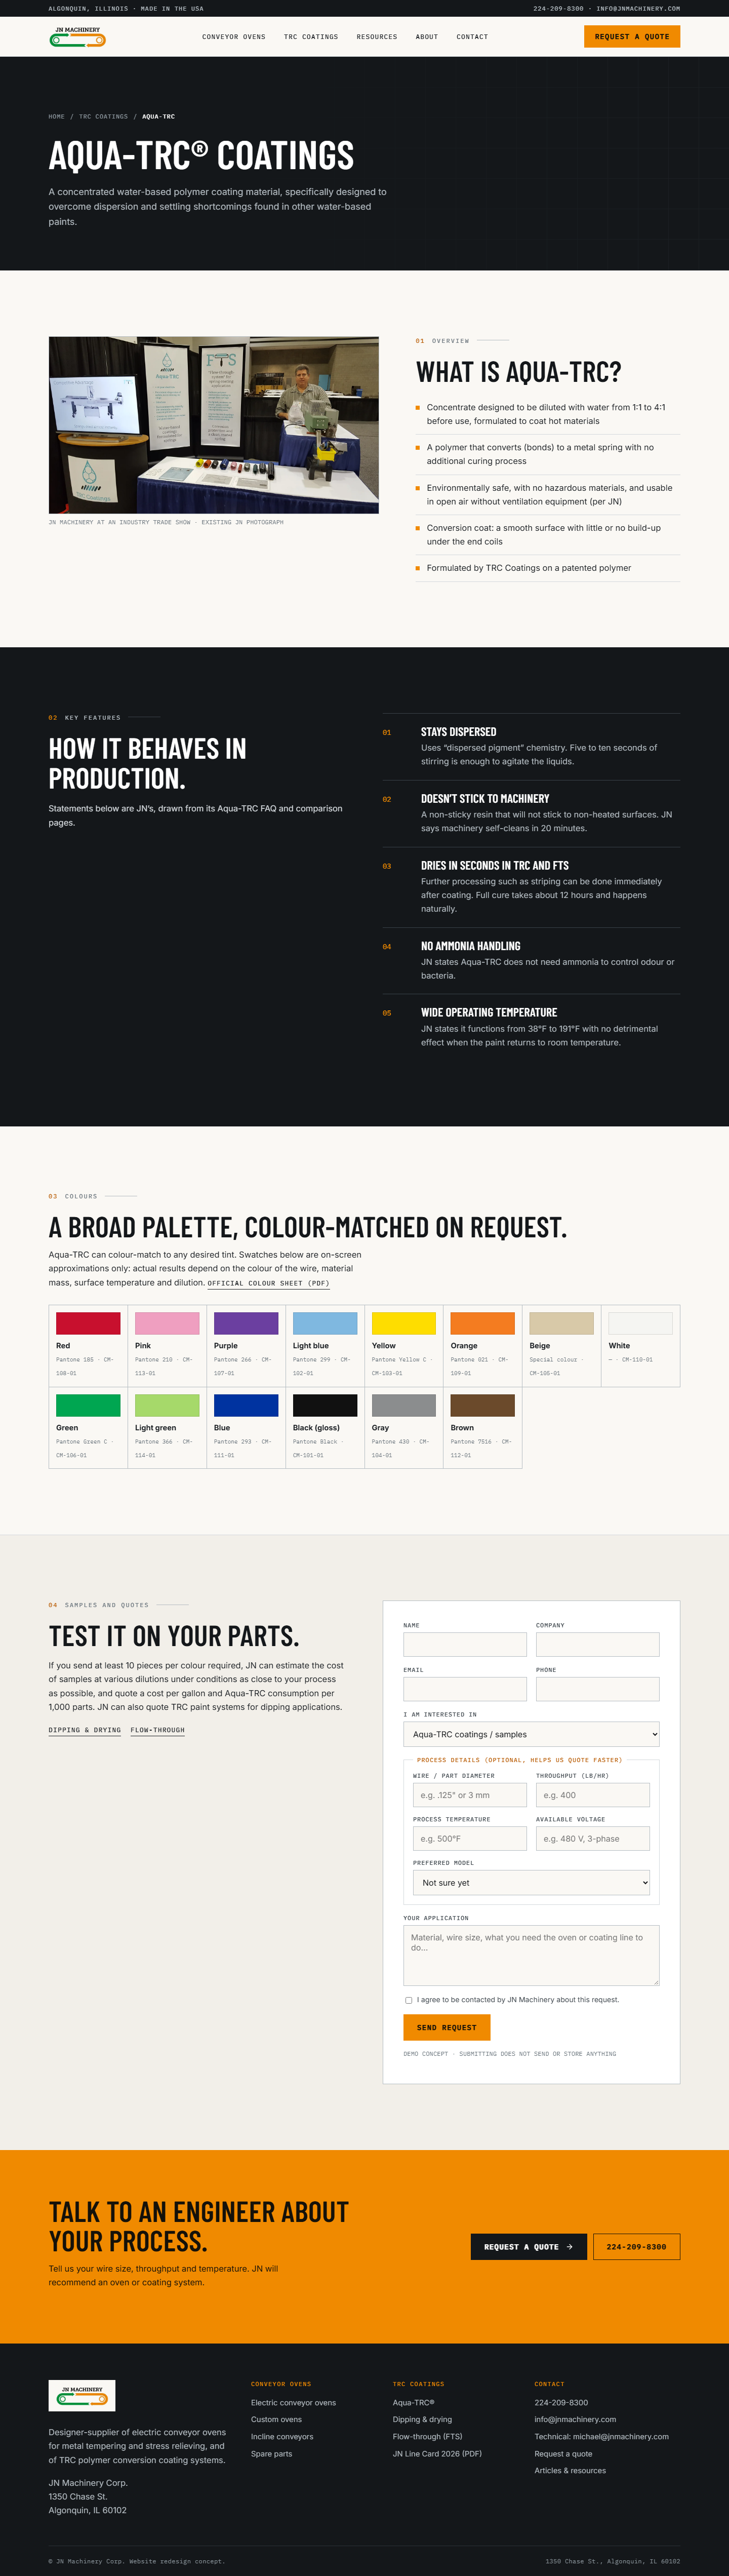 ALGONQUIN, ILLINOIS · MADE IN THE USA
224-209-8300 · INFO@JNMACHINERY.COM
JN MACHINERY
CONVEYOR OVENS
TRC COATINGS
RESOURCES
ABOUT
CONTACT
REQUEST A QUOTE
HOME / TRC COATINGS / AQUA-TRC
AQUA-TRC® COATINGS
A concentrated water-based polymer coating material, specifically designed to
overcome dispersion and settling shortcomings found in other water-based
paints.
FTS
JN MACHINERY AT AN INDUSTRY TRADE SHOW · EXISTING JN PHOTOGRAPH
01 OVERVIEW
WHAT IS AQUA-TRC?
Concentrate designed to be diluted with water from 1:1 to 4:1
before use, formulated to coat hot materials
A polymer that converts (bonds) to a metal spring with no
additional curing process
Environmentally safe, with no hazardous materials, and usable
in open air without ventilation equipment (per JN)
Conversion coat: a smooth surface with little or no build-up
under the end coils
Formulated by TRC Coatings on a patented polymer
02 KEY FEATURES
HOW IT BEHAVES IN
PRODUCTION.
Statements below are JN's, drawn from its Aqua-TRC FAQ and comparison
pages.
01
STAYS DISPERSED
Uses “dispersed pigment” chemistry. Five to ten seconds of
stirring is enough to agitate the liquids.
02
DOESN'T STICK TO MACHINERY
A non-sticky resin that will not stick to non-heated surfaces. JN
says machinery self-cleans in 20 minutes.
03
DRIES IN SECONDS IN TRC AND FTS
Further processing such as striping can be done immediately
after coating. Full cure takes about 12 hours and happens
naturally.
04
NO AMMONIA HANDLING
JN states Aqua-TRC does not need ammonia to control odour or
bacteria.
05
WIDE OPERATING TEMPERATURE
JN states it functions from 38°F to 191°F with no detrimental
effect when the paint returns to room temperature.
03 COLOURS
A BROAD PALETTE, COLOUR-MATCHED ON REQUEST.
Aqua-TRC can colour-match to any desired tint. Swatches below are on-screen
approximations only: actual results depend on the colour of the wire, material
mass, surface temperature and dilution. OFFICIAL COLOUR SHEET (PDF)
Red
Pantone 185 · CM-
108-01
Pink
Pantone 210 · CM-
113-01
Purple
Pantone 266 · CM-
107-01
Light blue
Pantone 299 · CM-
102-01
Yellow
Pantone Yellow C ·
CM-103-01
Orange
Pantone 021 · CM-
109-01
Beige
Special colour ·
CM-105-01
White
— · CM-110-01
Green
Pantone Green C ·
CM-106-01
Light green
Pantone 366 · CM-
114-01
Blue
Pantone 293 · CM-
111-01
Black (gloss)
Pantone Black ·
CM-101-01
Gray
Pantone 430 · CM-
104-01
Brown
Pantone 7516 · CM-
112-01
04 SAMPLES AND QUOTES
TEST IT ON YOUR PARTS.
If you send at least 10 pieces per colour required, JN can estimate the cost
of samples at various dilutions under conditions as close to your process
as possible, and quote a cost per gallon and Aqua-TRC consumption per
1,000 parts. JN can also quote TRC paint systems for dipping applications.
DIPPING & DRYING
FLOW-THROUGH
NAME
COMPANY
EMAIL
PHONE
I AM INTERESTED IN
Aqua-TRC coatings / samples
PROCESS DETAILS (OPTIONAL, HELPS US QUOTE FASTER)
WIRE / PART DIAMETER
THROUGHPUT (LB/HR)
e.g. .125" or 3 mm
e.g. 400
PROCESS TEMPERATURE
AVAILABLE VOLTAGE
e.g. 500°F
e.g. 480 V, 3-phase
PREFERRED MODEL
Not sure yet
YOUR APPLICATION
Material, wire size, what you need the oven or coating line to
do...
I agree to be contacted by JN Machinery about this request.
SEND REQUEST
DEMO CONCEPT · SUBMITTING DOES NOT SEND OR STORE ANYTHING
TALK TO AN ENGINEER ABOUT
YOUR PROCESS.
Tell us your wire size, throughput and temperature. JN will
recommend an oven or coating system.
REQUEST A QUOTE →
224-209-8300
JN MACHINERY
Designer-supplier of electric conveyor ovens
for metal tempering and stress relieving, and
of TRC polymer conversion coating systems.
JN Machinery Corp.
1350 Chase St.
Algonquin, IL 60102
CONVEYOR OVENS
Electric conveyor ovens
Custom ovens
Incline conveyors
Spare parts
TRC COATINGS
Aqua-TRC®
Dipping & drying
Flow-through (FTS)
JN Line Card 2026 (PDF)
CONTACT
224-209-8300
info@jnmachinery.com
Technical: michael@jnmachinery.com
Request a quote
Articles & resources
© JN Machinery Corp. Website redesign concept.
1350 Chase St., Algonquin, IL 60102